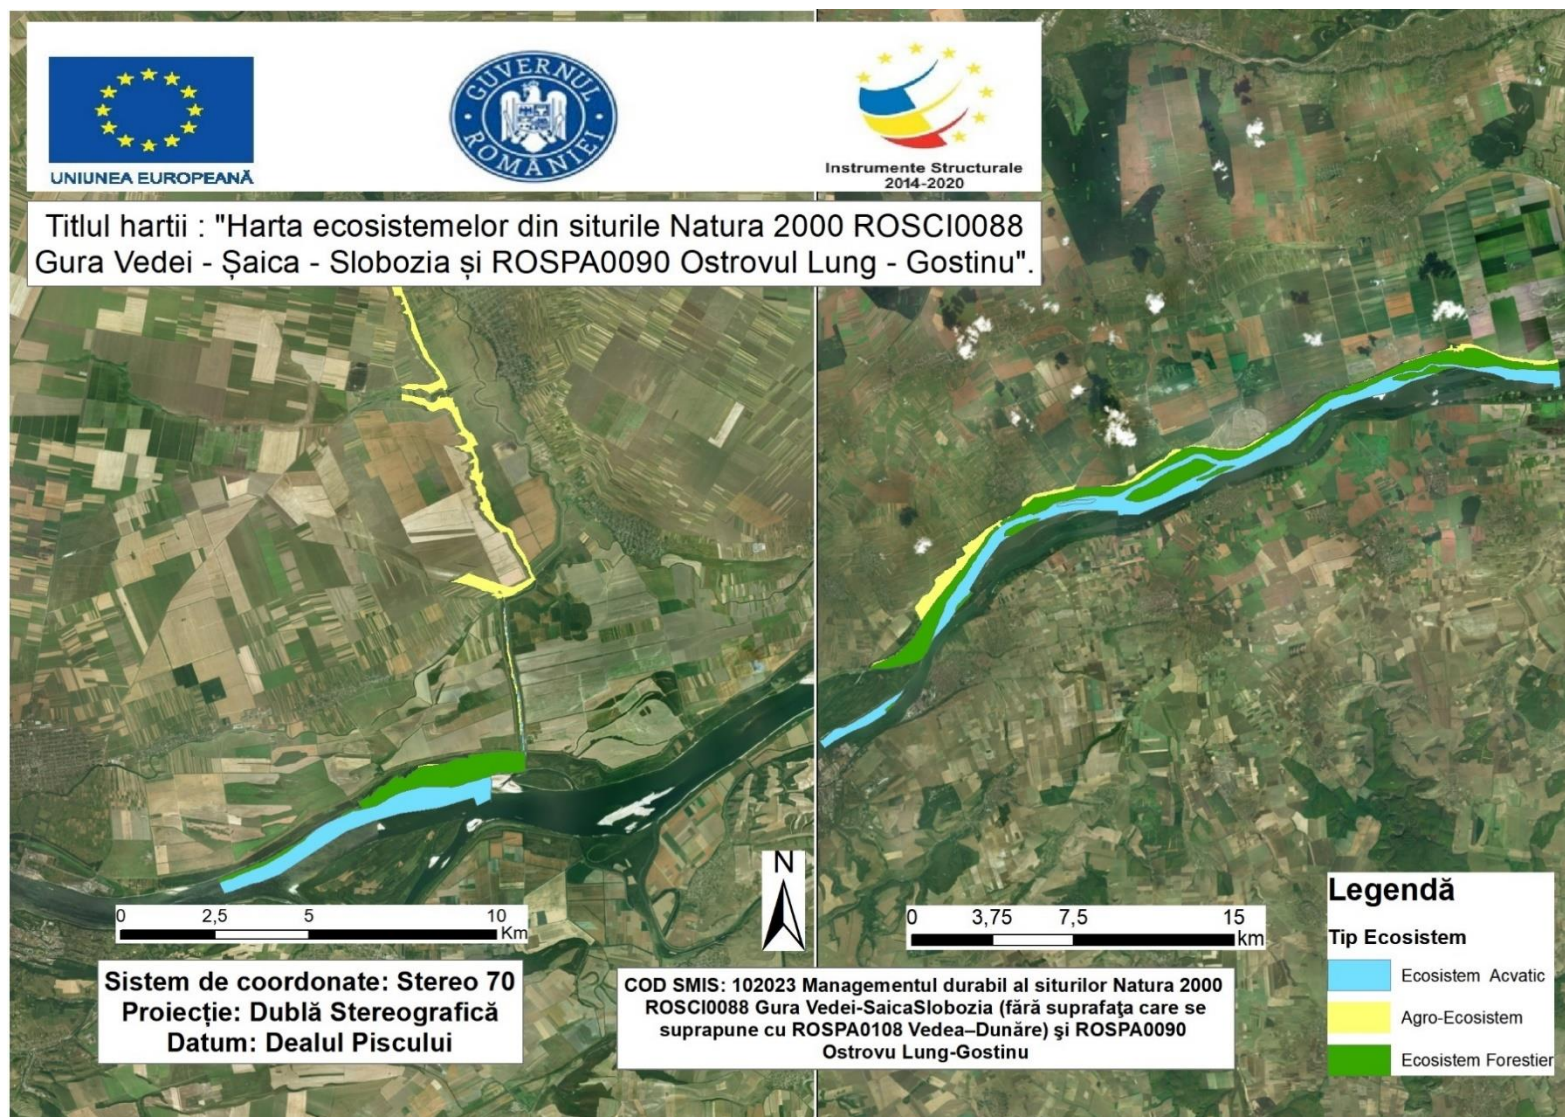 UNIUNEA EUROPEANĂ
GUVERNUL ROMÂNIEI
Instrumente Structurale
2014-2020
Titlul hartii : "Harta ecosistemelor din siturile Natura 2000 ROSCI0088
Gura Vedei - Șaica - Slobozia și ROSPA0090 Ostrovul Lung - Gostinu".
0 2,5 5 10
Km
N
0 3,75 7,5 15
km
Sistem de coordonate: Stereo 70
Proiecție: Dublă Stereografică
Datum: Dealul Piscului
COD SMIS: 102023 Managementul durabil al siturilor Natura 2000
ROSCI0088 Gura Vedei-SaicaSlobozia (fără suprafaţa care se
suprapune cu ROSPA0108 Vedea–Dunăre) şi ROSPA0090
Ostrovu Lung-Gostinu
Legendă
Tip Ecosistem
Ecosistem Acvatic
Agro-Ecosistem
Ecosistem Forestier